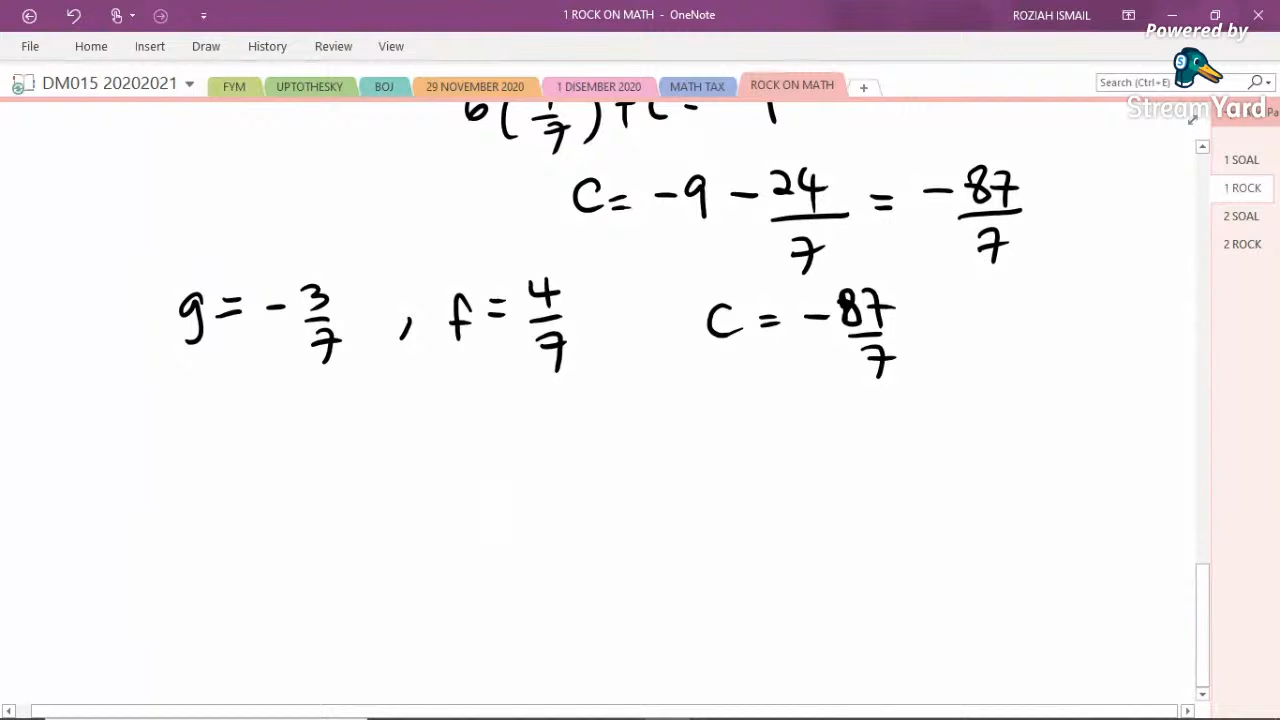 1 ROCK ON MATH - OneNote
ROZIAH ISMAIL
Powered by
File Home Insert Draw History Review View
DM015 20202021
FYM UPTOTHESKY BOJ 29 NOVEMBER 2020 1 DISEMBER 2020 MATH TAX ROCK ON MATH +
Search (Ctrl+E)
StreamYard
C = -9 - 24/7 = -87/7
g = -3/7 , f = 4/7 C = -87/7
1 SOAL
1 ROCK
2 SOAL
2 ROCK